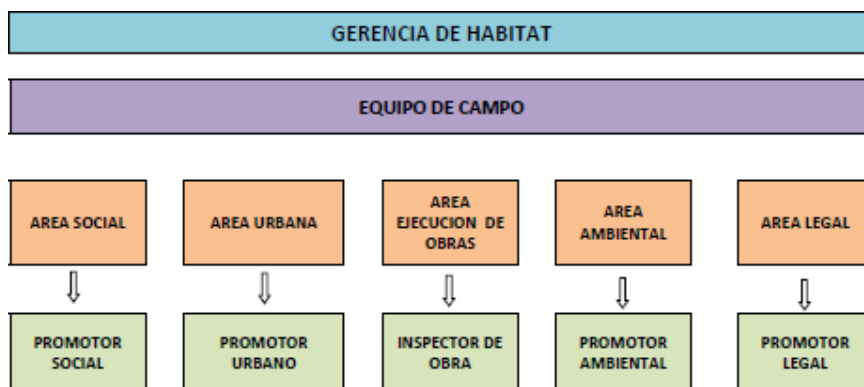 GERENCIA DE HABITAT
EQUIPO DE CAMPO
AREA SOCIAL
AREA URBANA
AREA
EJECUCION DE
OBRAS
AREA
AMBIENTAL
AREA LEGAL
PROMOTOR
SOCIAL
PROMOTOR
URBANO
INSPECTOR DE
OBRA
PROMOTOR
AMBIENTAL
PROMOTOR
LEGAL